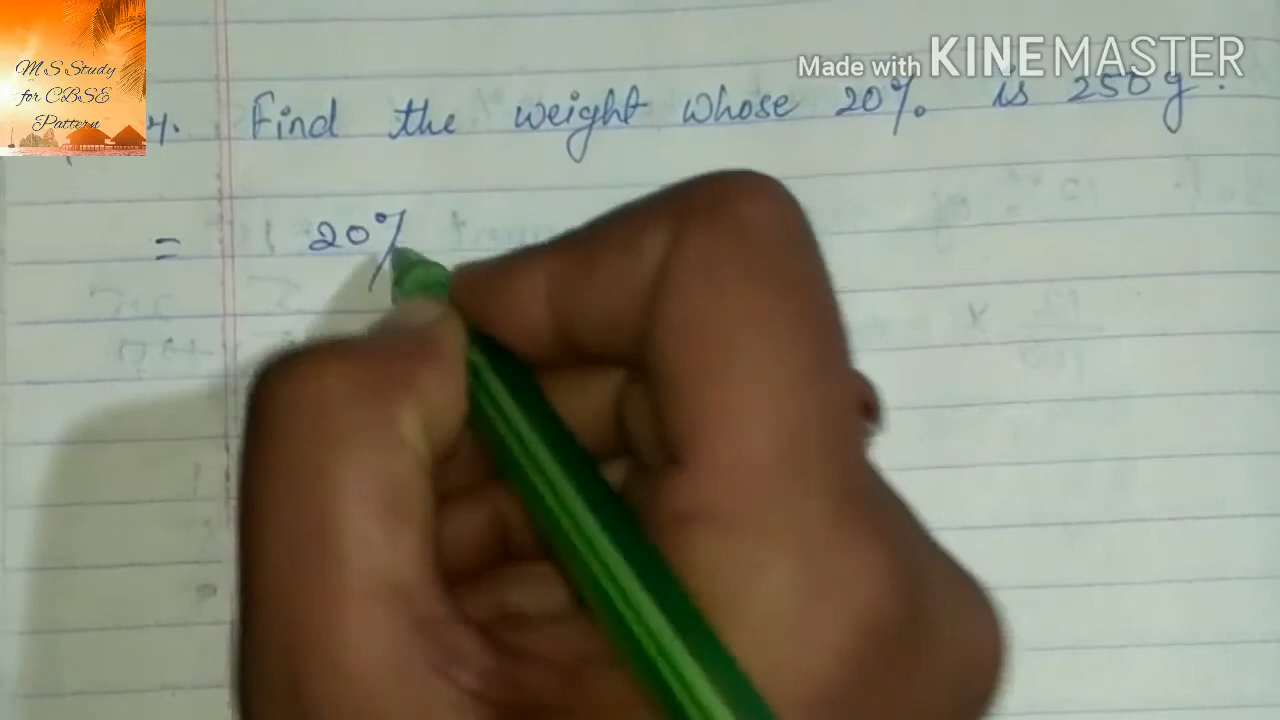 Made with KINEMASTER
M S Study
for CBSE
Pattern
4. Find the weight whose 20% is 250g.
= 20%